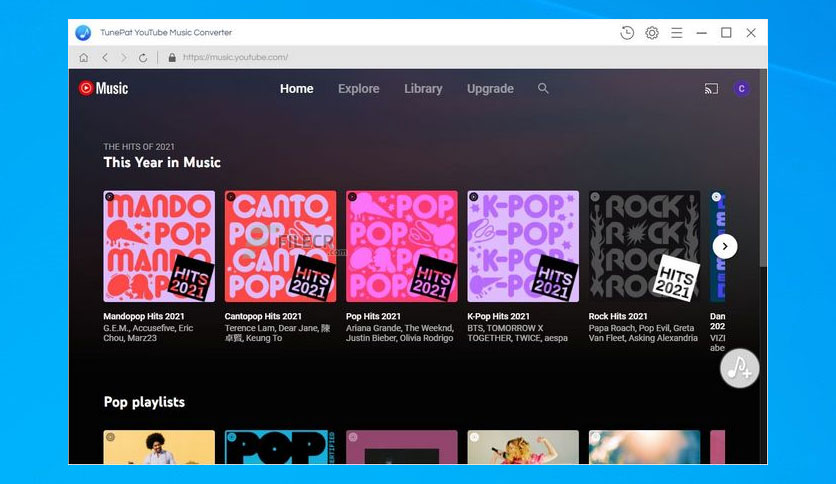 TunePat YouTube Music Converter
https://music.youtube.com/
Music
Home
Explore
Library
Upgrade
C
THE HITS OF 2021
This Year in Music
MANDO
POP
MANDO
POP
HITS
2021
CANTO
POP
CANTO
POP
HITS
2021
FILECR
.com
POP
POP
POP
POP
HITS
2021
K-POP
K-POP
K-POP
K-POP
HITS
2021
ROCK
ROCK
HITS
2021
Mandopop Hits 2021
G.E.M., Accusefive, Eric
Chou, Marz23
Cantopop Hits 2021
Terence Lam, Dear Jane, 陳
卓賢, Keung To
Pop Hits 2021
Ariana Grande, The Weeknd,
Justin Bieber, Olivia Rodrigo
K-Pop Hits 2021
BTS, TOMORROW X
TOGETHER, TWICE, aespa
Rock Hits 2021
Papa Roach, Pop Evil, Greta
Van Fleet, Asking Alexandria
Dan
202
VIZI
abe
Pop playlists
POP